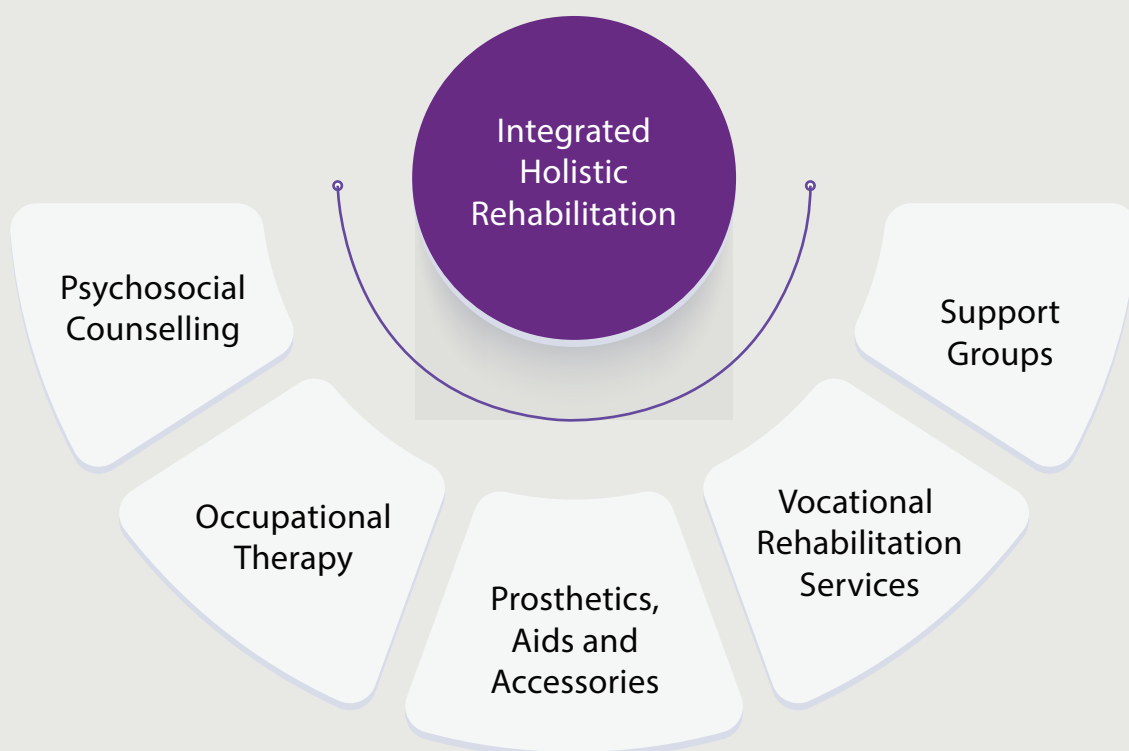 Integrated
Holistic
Rehabilitation
Psychosocial
Counselling
Occupational
Therapy
Prosthetics,
Aids and
Accessories
Vocational
Rehabilitation
Services
Support
Groups